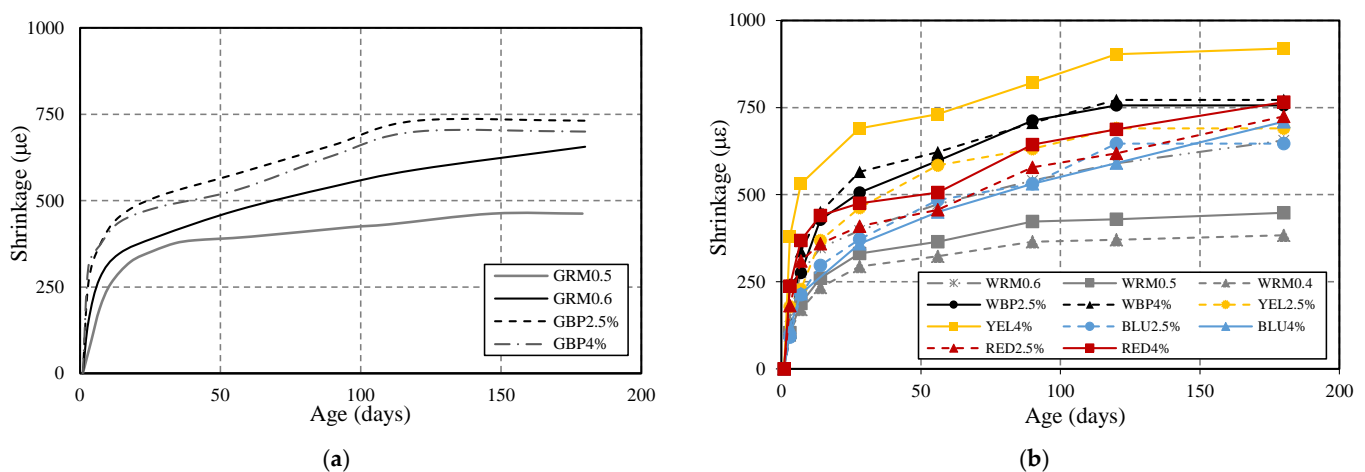 1000
750
500
250
0
Shrinkage (µe)
GRM0.5
GRM0.6
GBP2.5%
GBP4%
0 50 100 150 200
Age (days)
(a)
1000
750
500
250
0
Shrinkage (µε)
WRM0.6 WRM0.5 WRM0.4
WBP2.5% WBP4% YEL2.5%
YEL4% BLU2.5% BLU4%
RED2.5% RED4%
0 50 100 150 200
Age (days)
(b)